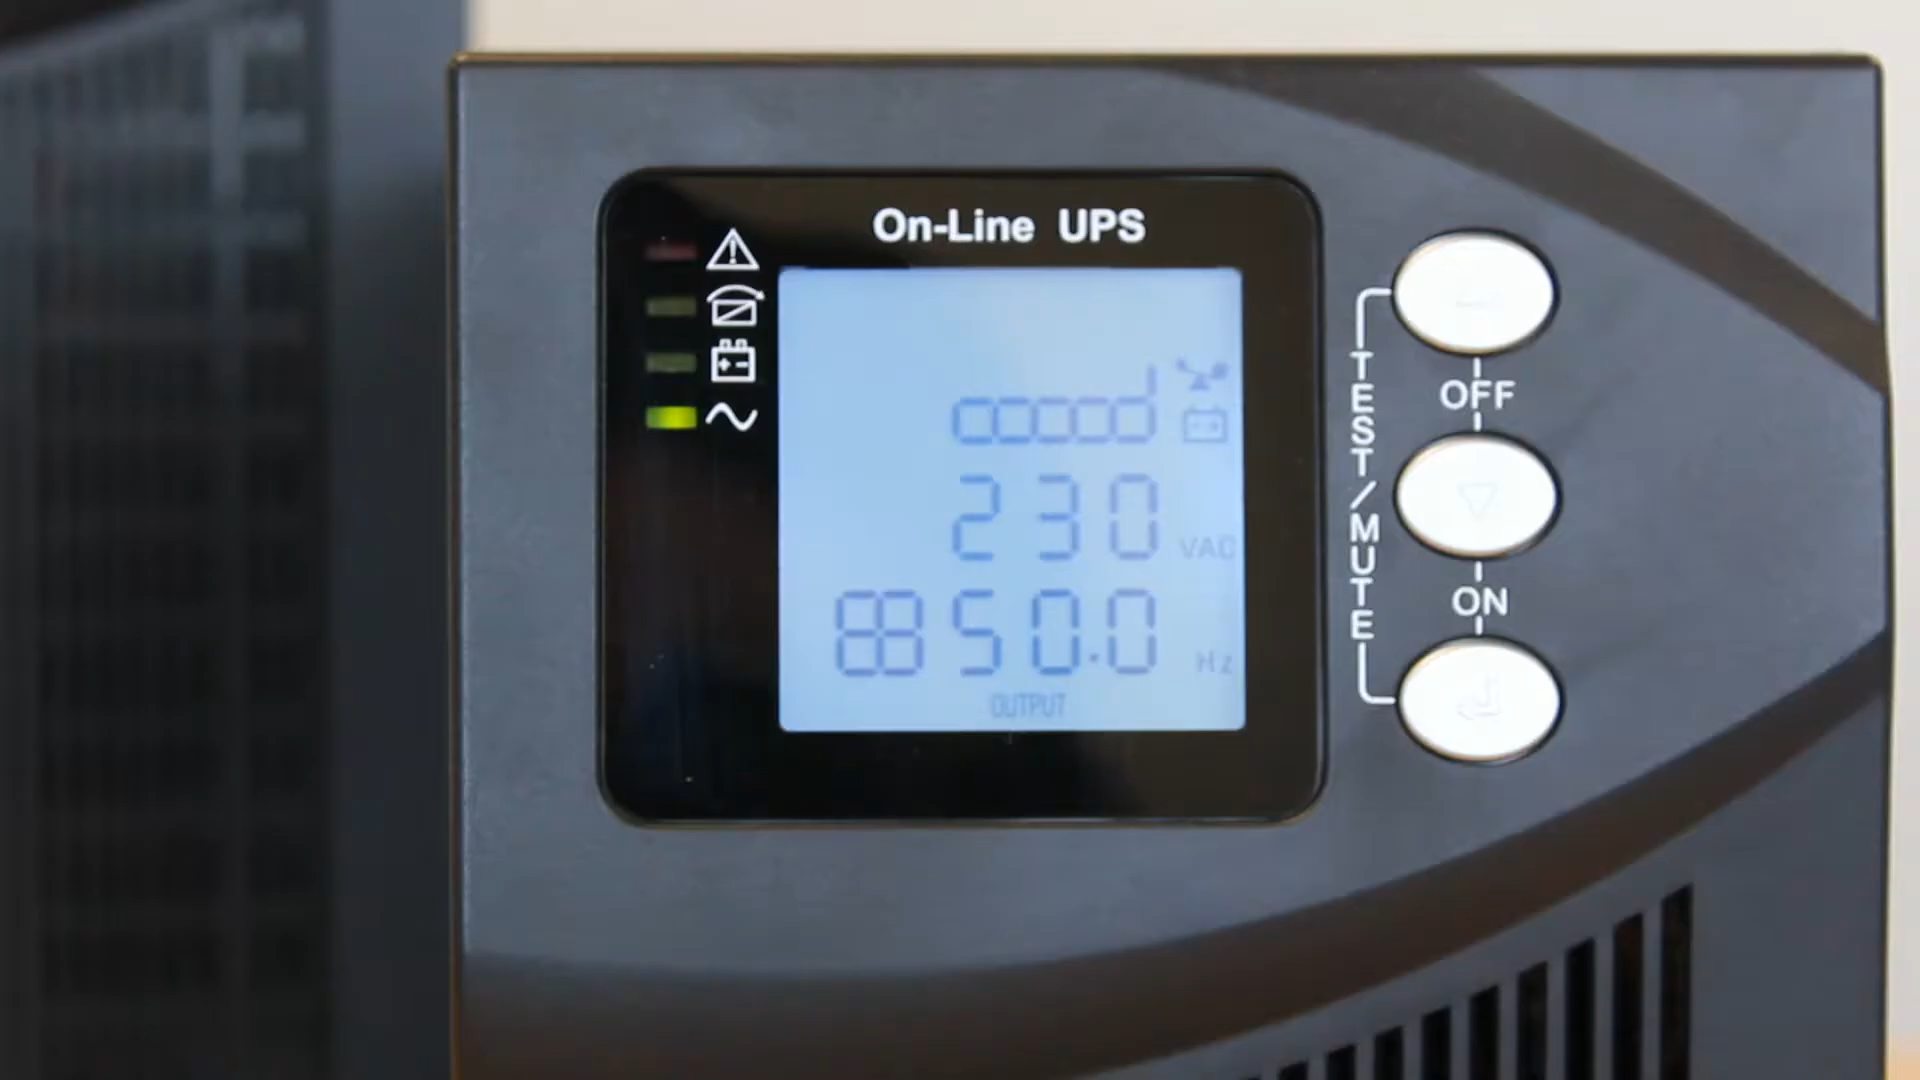 On-Line UPS
230 VAC
50.0 Hz
OUTPUT
TEST/MUTE
OFF
ON